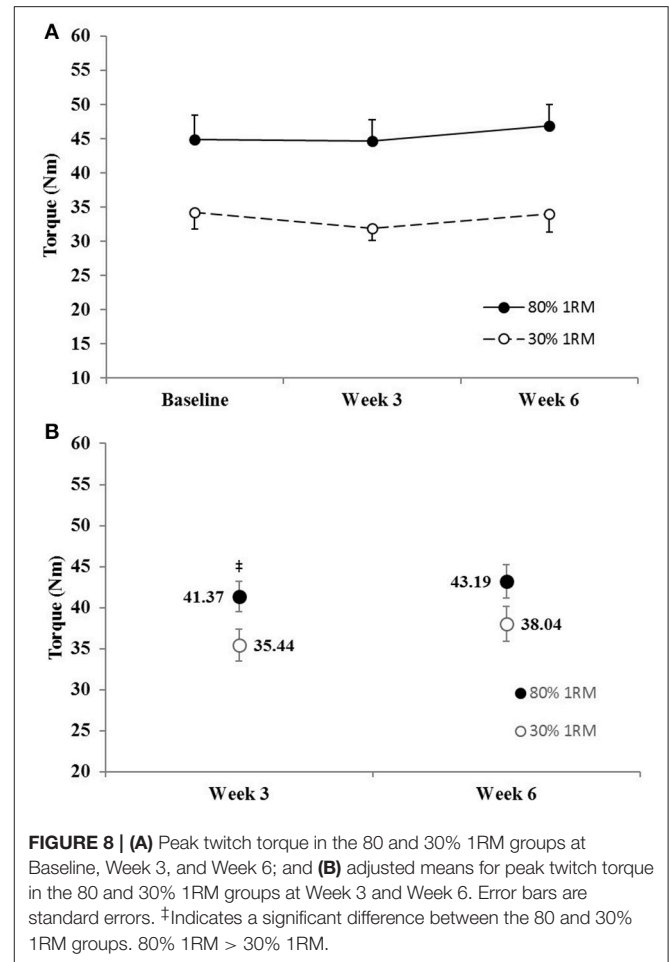 A
60
55
50
45
40
35
30
25
20
15
10
Torque (Nm)
80% 1RM
30% 1RM
Baseline Week 3 Week 6
B
60
55
50
45
40
35
30
25
20
Torque (Nm)
‡
41.37
35.44
43.19
38.04
80% 1RM
30% 1RM
Week 3 Week 6
FIGURE 8 | (A) Peak twitch torque in the 80 and 30% 1RM groups at
Baseline, Week 3, and Week 6; and (B) adjusted means for peak twitch torque
in the 80 and 30% 1RM groups at Week 3 and Week 6. Error bars are
standard errors. ‡Indicates a significant difference between the 80 and 30%
1RM groups. 80% 1RM > 30% 1RM.